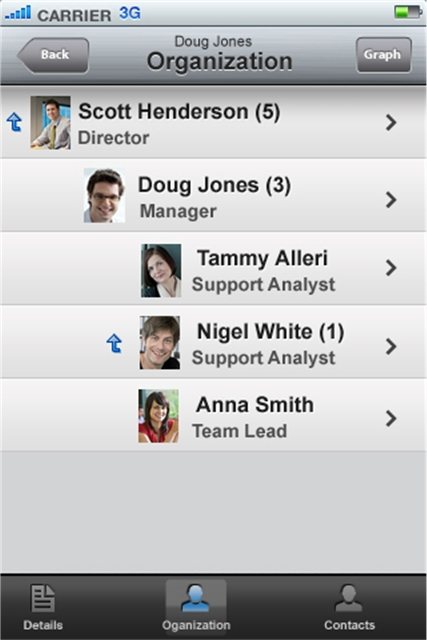 CARRIER 3G
Doug Jones
Back
Organization
Graph
Scott Henderson (5)
Director
Doug Jones (3)
Manager
Tammy Alleri
Support Analyst
Nigel White (1)
Support Analyst
Anna Smith
Team Lead
Details
Oganization
Contacts